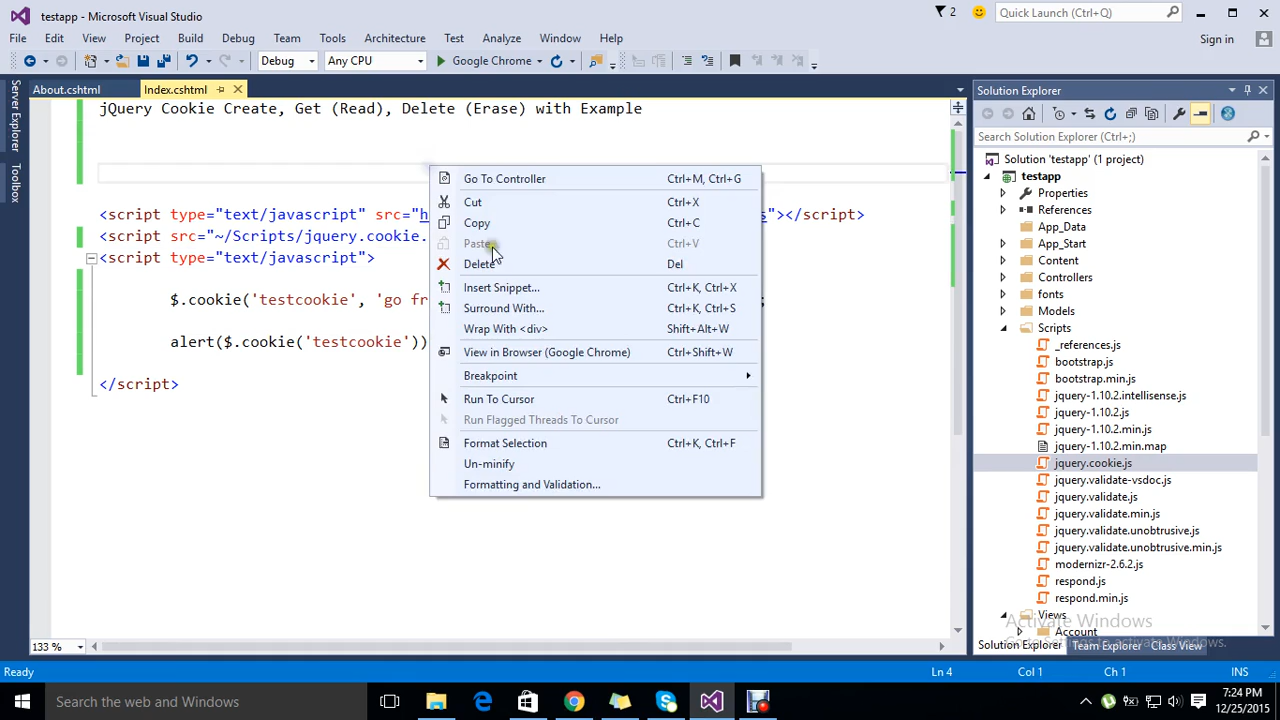 testapp - Microsoft Visual Studio
2
Quick Launch (Ctrl+Q)
File Edit View Project Build Debug Team Tools Architecture Test Analyze Window Help
Sign in
Debug Any CPU Google Chrome
About.cshtml Index.cshtml
Server Explorer
Toolbox
jQuery Cookie Create, Get (Read), Delete (Erase) with Example
<script type="text/javascript" src="h s"></script>
<script src="~/Scripts/jquery.cookie.
<script type="text/javascript">
$.cookie('testcookie', 'go fr ;
alert($.cookie('testcookie'))
</script>
Go To Controller Ctrl+M, Ctrl+G
Cut Ctrl+X
Copy Ctrl+C
Paste Ctrl+V
Delete Del
Insert Snippet... Ctrl+K, Ctrl+X
Surround With... Ctrl+K, Ctrl+S
Wrap With <div> Shift+Alt+W
View in Browser (Google Chrome) Ctrl+Shift+W
Breakpoint
Run To Cursor Ctrl+F10
Run Flagged Threads To Cursor
Format Selection Ctrl+K, Ctrl+F
Un-minify
Formatting and Validation...
Solution Explorer
Search Solution Explorer (Ctrl+;)
Solution 'testapp' (1 project)
testapp
Properties
References
App_Data
App_Start
Content
Controllers
fonts
Models
Scripts
_references.js
bootstrap.js
bootstrap.min.js
jquery-1.10.2.intellisense.js
jquery-1.10.2.js
jquery-1.10.2.min.js
jquery-1.10.2.min.map
jquery.cookie.js
jquery.validate-vsdoc.js
jquery.validate.js
jquery.validate.min.js
jquery.validate.unobtrusive.js
jquery.validate.unobtrusive.min.js
modernizr-2.6.2.js
respond.js
respond.min.js
Views
Account
Activate Windows
Go to Settings to activate Windows.
Solution Explorer Team Explorer Class View
133 %
Ready Ln 4 Col 1 Ch 1 INS
Search the web and Windows
7:24 PM
12/25/2015